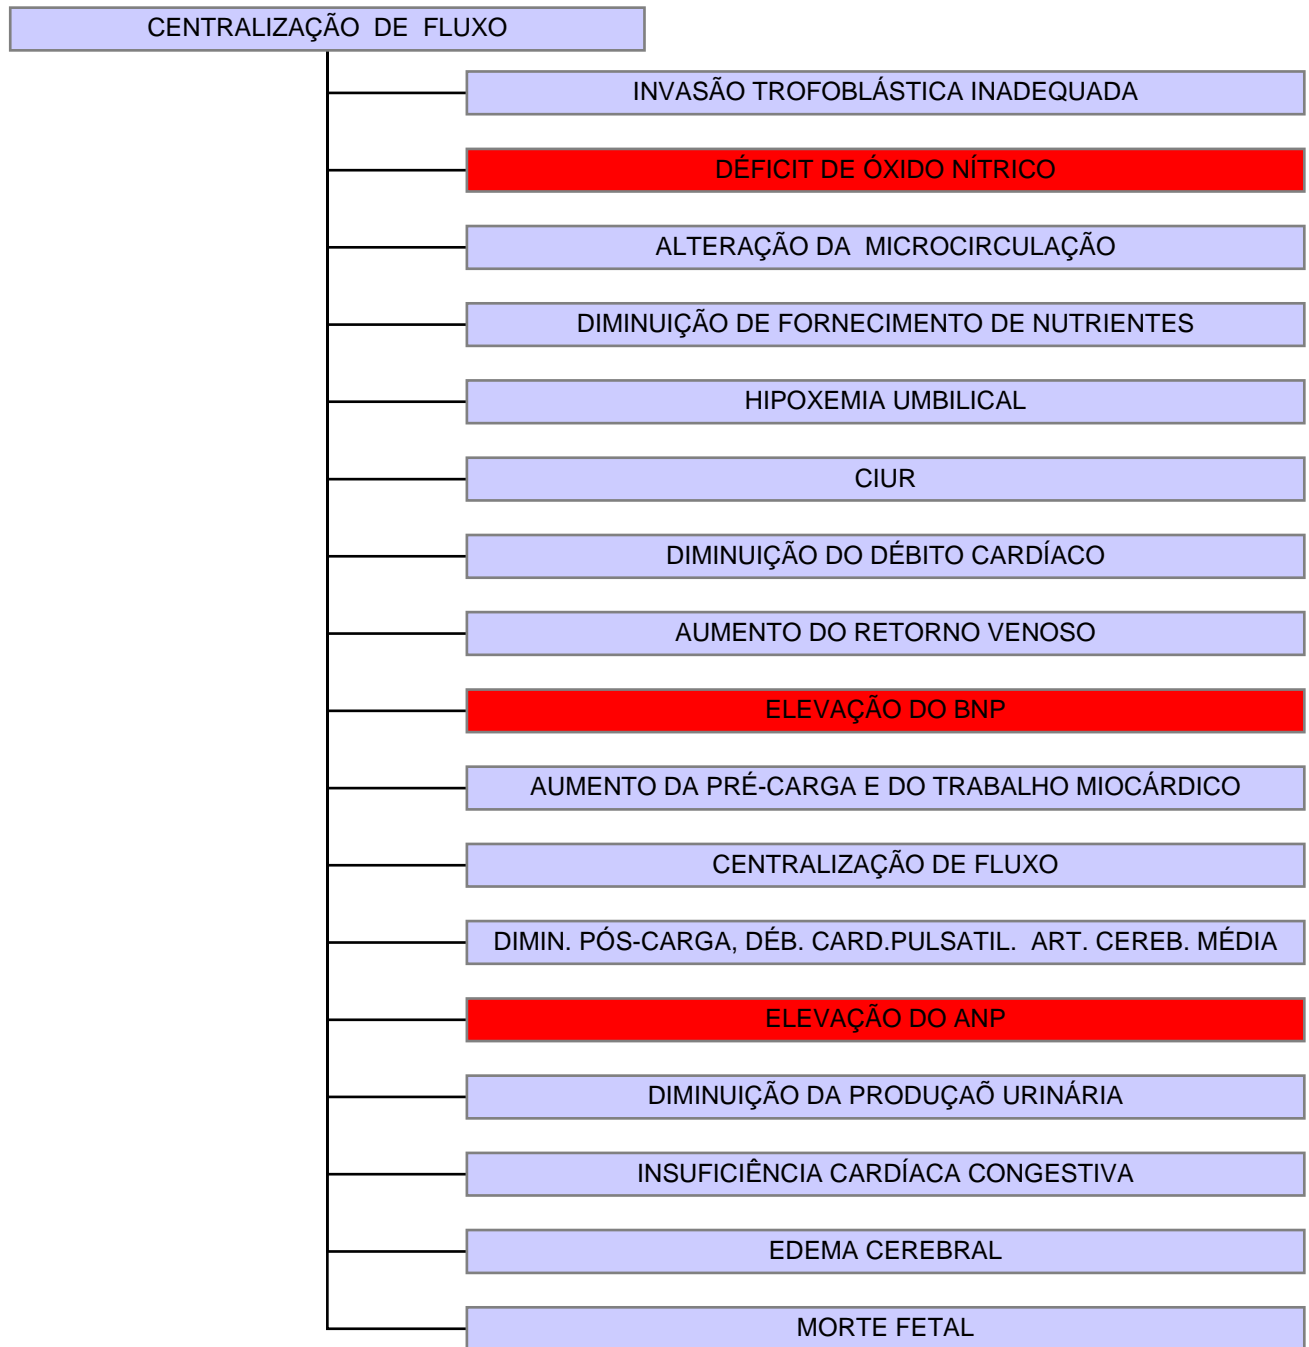 CENTRALIZAÇÃO DE FLUXO
INVASÃO TROFOBLÁSTICA INADEQUADA
DÉFICIT DE ÓXIDO NÍTRICO
ALTERAÇÃO DA MICROCIRCULAÇÃO
DIMINUIÇÃO DE FORNECIMENTO DE NUTRIENTES
HIPOXEMIA UMBILICAL
CIUR
DIMINUIÇÃO DO DÉBITO CARDÍACO
AUMENTO DO RETORNO VENOSO
ELEVAÇÃO DO BNP
AUMENTO DA PRÉ-CARGA E DO TRABALHO MIOCÁRDICO
CENTRALIZAÇÃO DE FLUXO
DIMIN. PÓS-CARGA, DÉB. CARD.PULSATIL. ART. CEREB. MÉDIA
ELEVAÇÃO DO ANP
DIMINUIÇÃO DA PRODUÇAÕ URINÁRIA
INSUFICIÊNCIA CARDÍACA CONGESTIVA
EDEMA CEREBRAL
MORTE FETAL